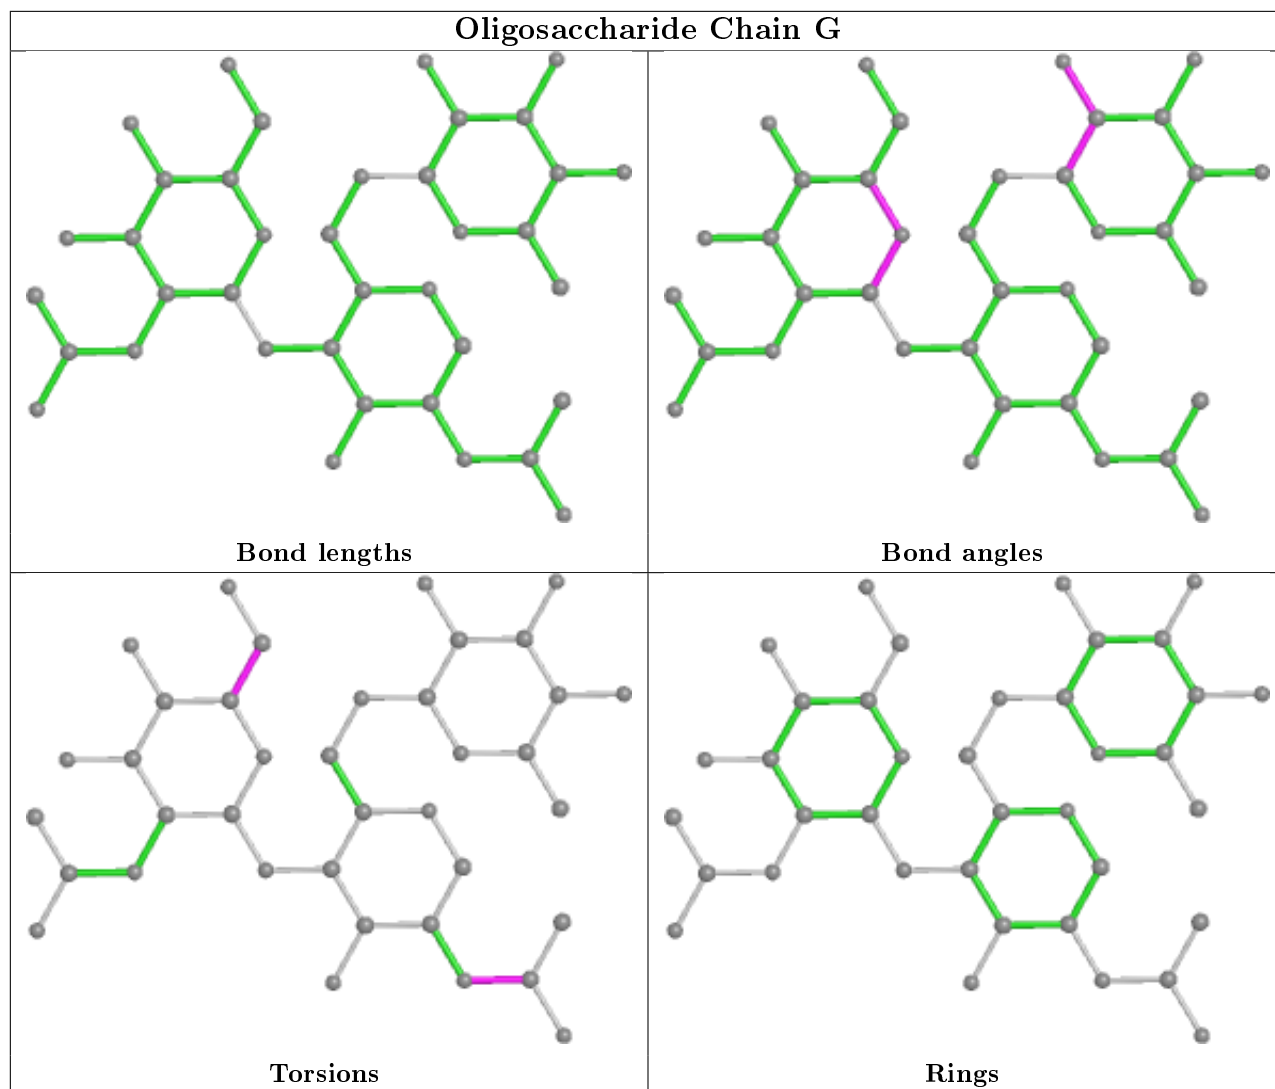 Oligosaccharide Chain G
Bond lengths
Bond angles
Torsions
Rings